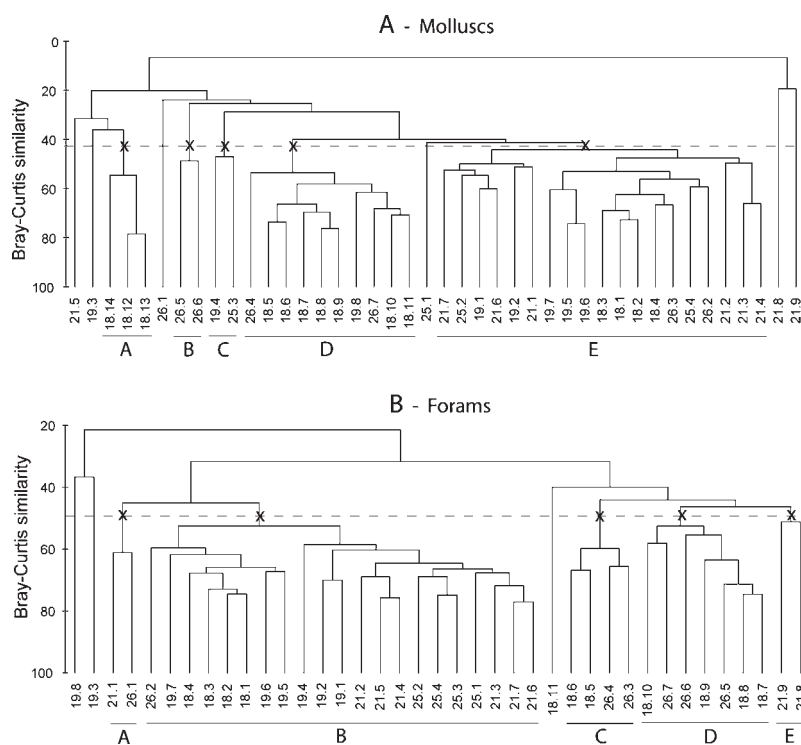 A - Molluscs
Bray-Curtis similarity
0
20
40
60
80
100
X X X X X
21.5 19.3 18.14 18.12 18.13 26.1 26.5 26.6 19.4 25.3 26.4 18.5 18.6 18.7 18.8 18.9 19.8 26.7 18.10 18.11 25.1 21.7 25.2 19.1 21.6 19.2 21.1 19.7 19.5 19.6 18.3 18.1 18.2 18.4 26.3 25.4 26.2 21.2 21.3 21.4 21.8 21.9
A B C D E
B - Forams
Bray-Curtis similarity
20
40
60
80
100
X X X X X
19.8 19.3 21.1 26.1 26.2 19.7 18.4 18.3 18.2 18.1 19.6 19.5 19.4 19.2 19.1 21.2 21.5 21.4 25.2 25.4 25.3 25.1 21.3 21.7 21.6 18.11 18.6 18.5 26.4 26.3 18.10 26.7 26.6 18.9 26.5 18.8 18.7 21.9 21.8
A B C D E